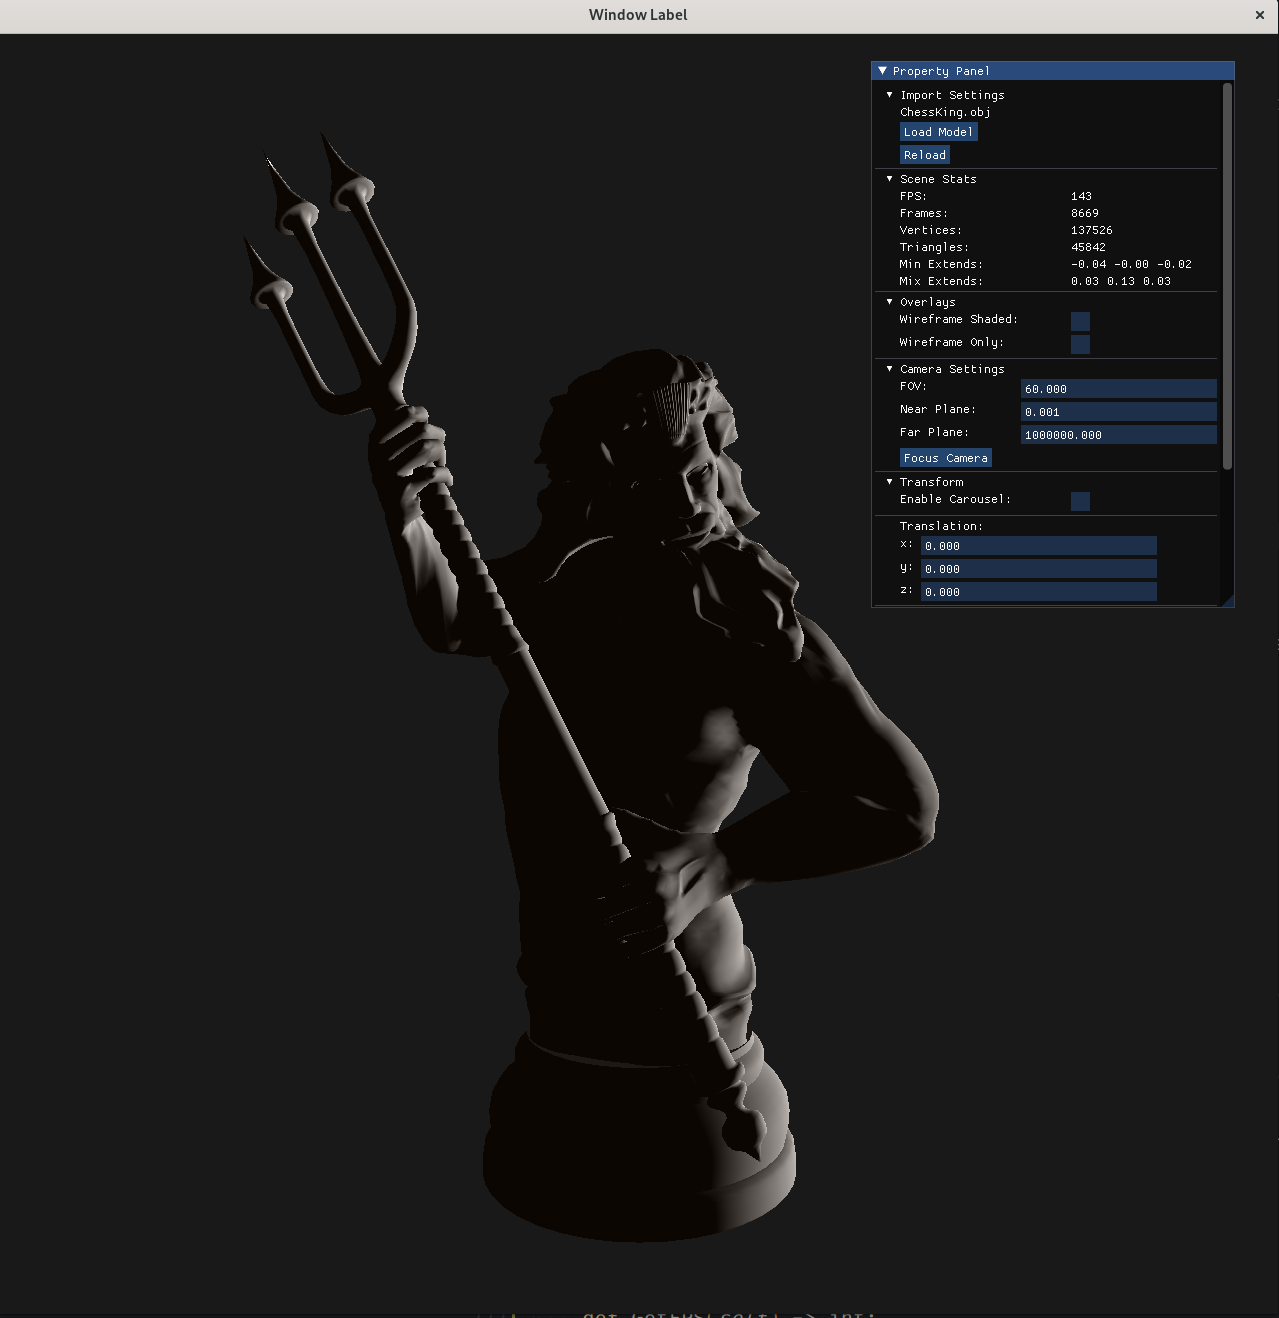 Window Label
Property Panel
Import Settings
ChessKing.obj
Load Model
Reload
Scene Stats
FPS: 143
Frames: 8669
Vertices: 137526
Triangles: 45842
Min Extends: -0.04 -0.00 -0.02
Mix Extends: 0.03 0.13 0.03
Overlays
Wireframe Shaded:
Wireframe Only:
Camera Settings
FOV: 60.000
Near Plane: 0.001
Far Plane: 1000000.000
Focus Camera
Transform
Enable Carousel:
Translation:
x: 0.000
y: 0.000
z: 0.000